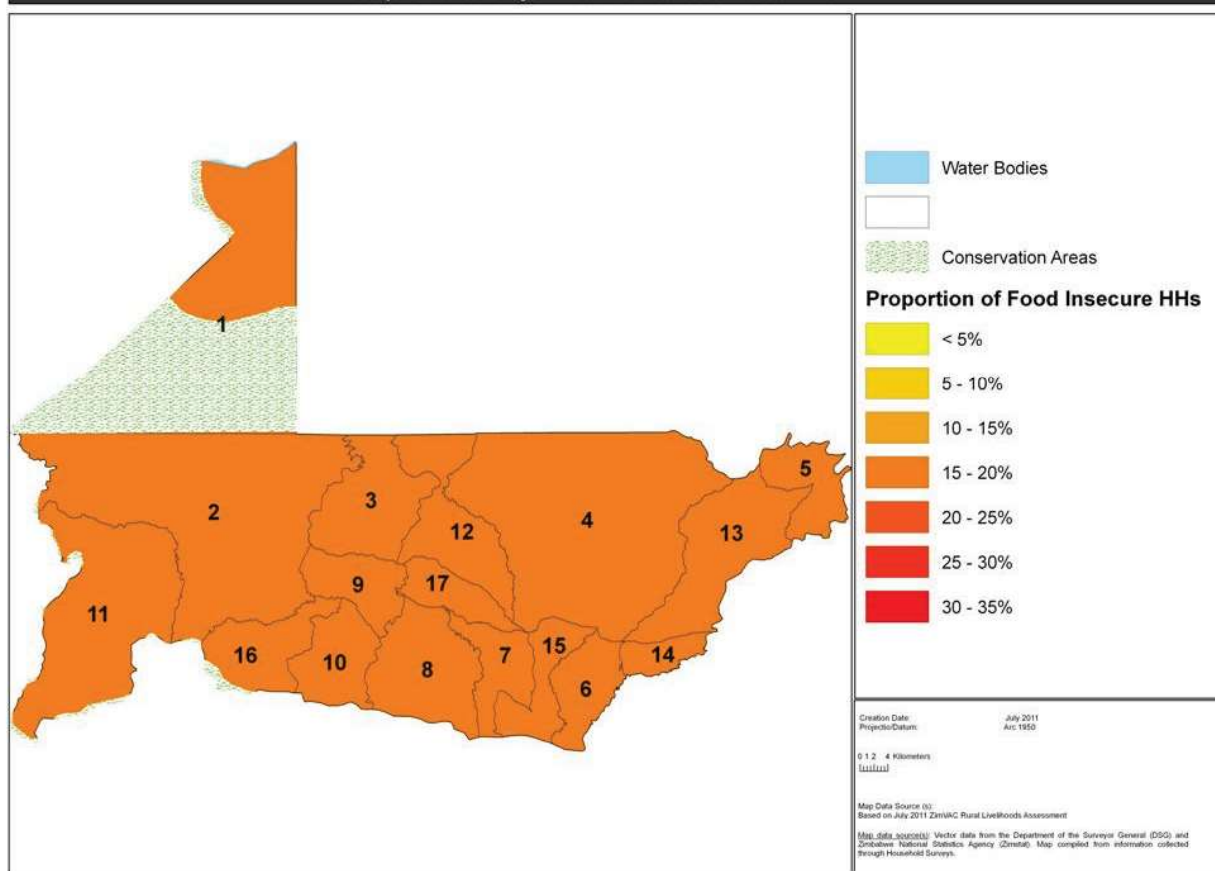 1
2
3
4
5
6
7
8
9
10
11
12
13
14
15
16
17
Water Bodies
Conservation Areas
Proportion of Food Insecure HHs
< 5%
5 - 10%
10 - 15%
15 - 20%
20 - 25%
25 - 30%
30 - 35%
Creation Date: July 2011
Projectio/Datum: Arc 1950
0 1 2 4 Kilometers
Map Data Source (s):
Based on July 2011 ZimVAC Rural Livelihoods Assessment
Map data source(s): Vector data from the Department of the Surveyor General (DSG) and
Zimbabwe National Statistics Agency (Zimstat). Map compiled from information collected
through Household Surveys.